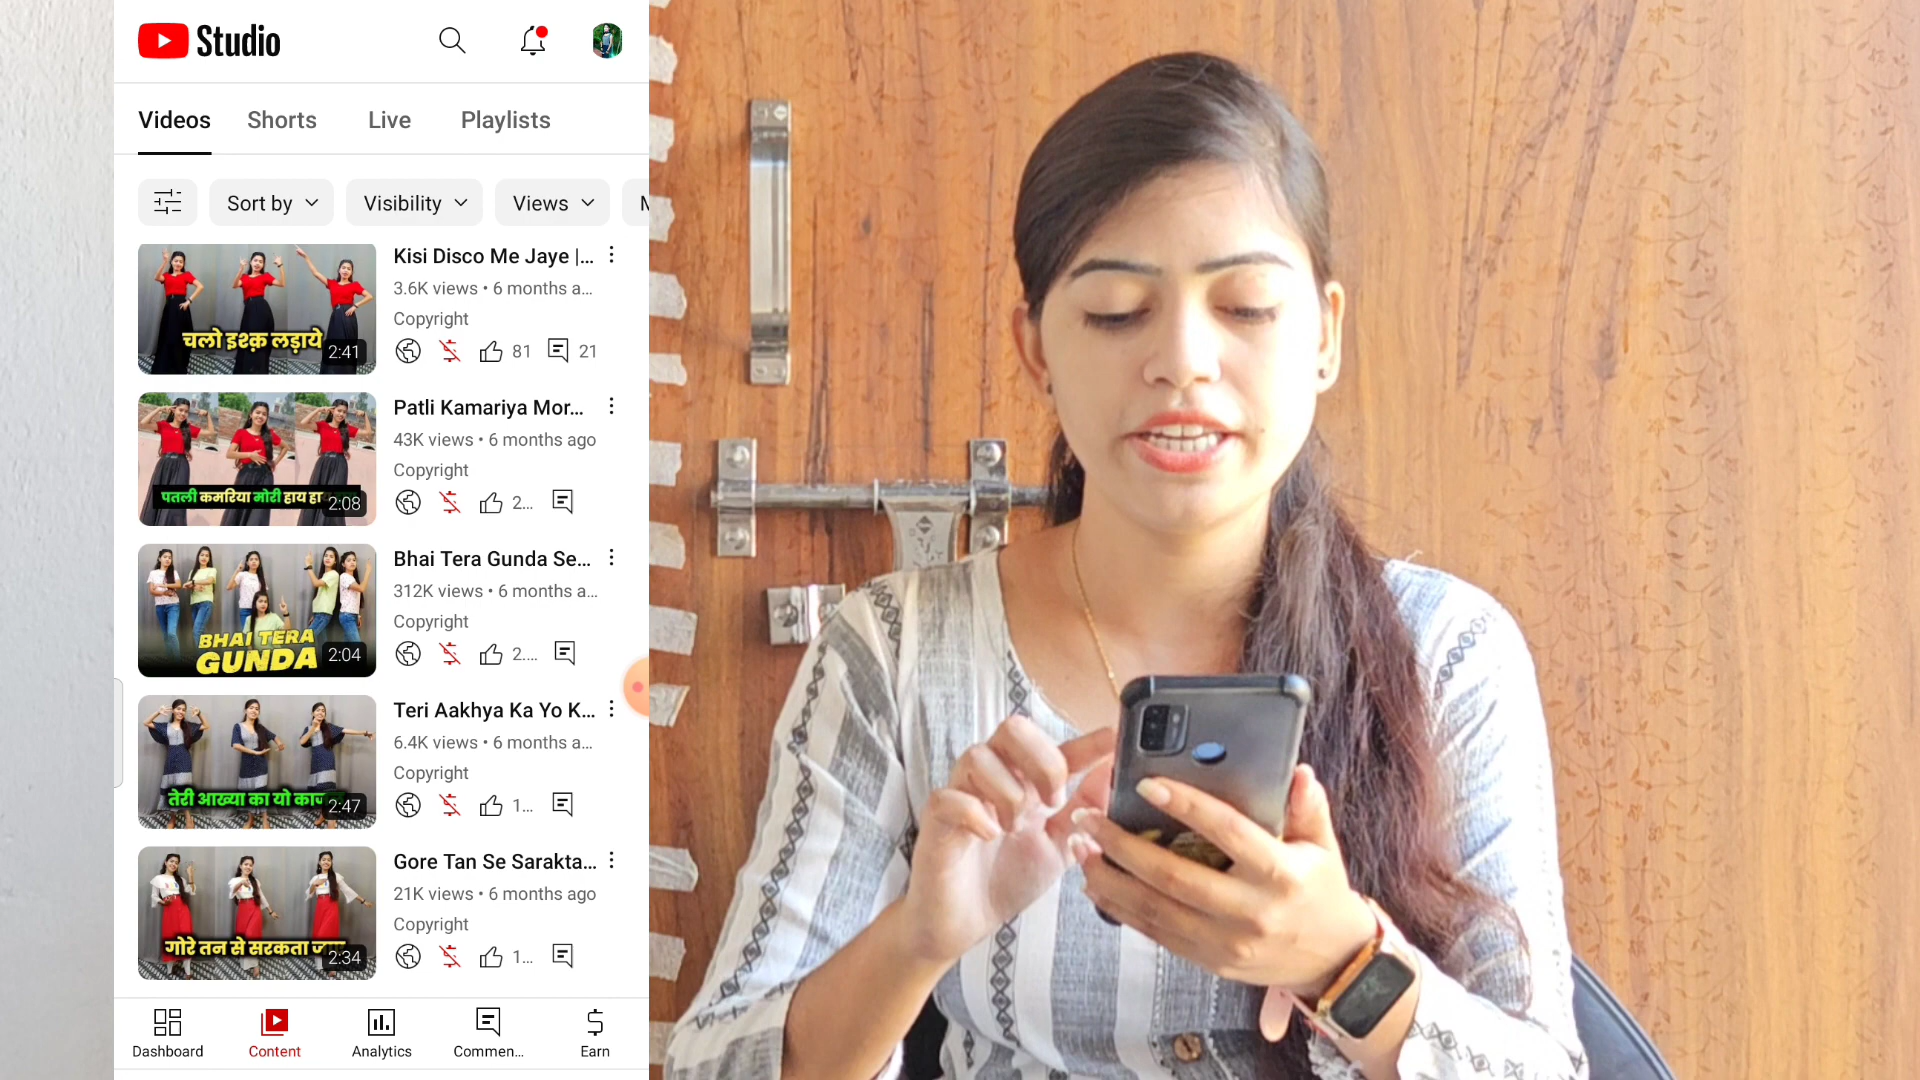 Studio
Videos Shorts Live Playlists
Sort by Visibility Views M
Kisi Disco Me Jaye |...
3.6K views • 6 months a...
Copyright
81 21
चलो इश्क़ लड़ाये
2:41
Patli Kamariya Mor...
43K views • 6 months ago
Copyright
2...
पतली कमरिया मोरी हाय हा
2:08
Bhai Tera Gunda Se...
312K views • 6 months a...
Copyright
2....
BHAI TERA
GUNDA
2:04
Teri Aakhya Ka Yo K...
6.4K views • 6 months a...
Copyright
1...
तेरी आख्या का यो काज
2:47
Gore Tan Se Sarakta...
21K views • 6 months ago
Copyright
1...
गोरे तन से सरकता जाए
2:34
Dashboard Content Analytics Commen... Earn